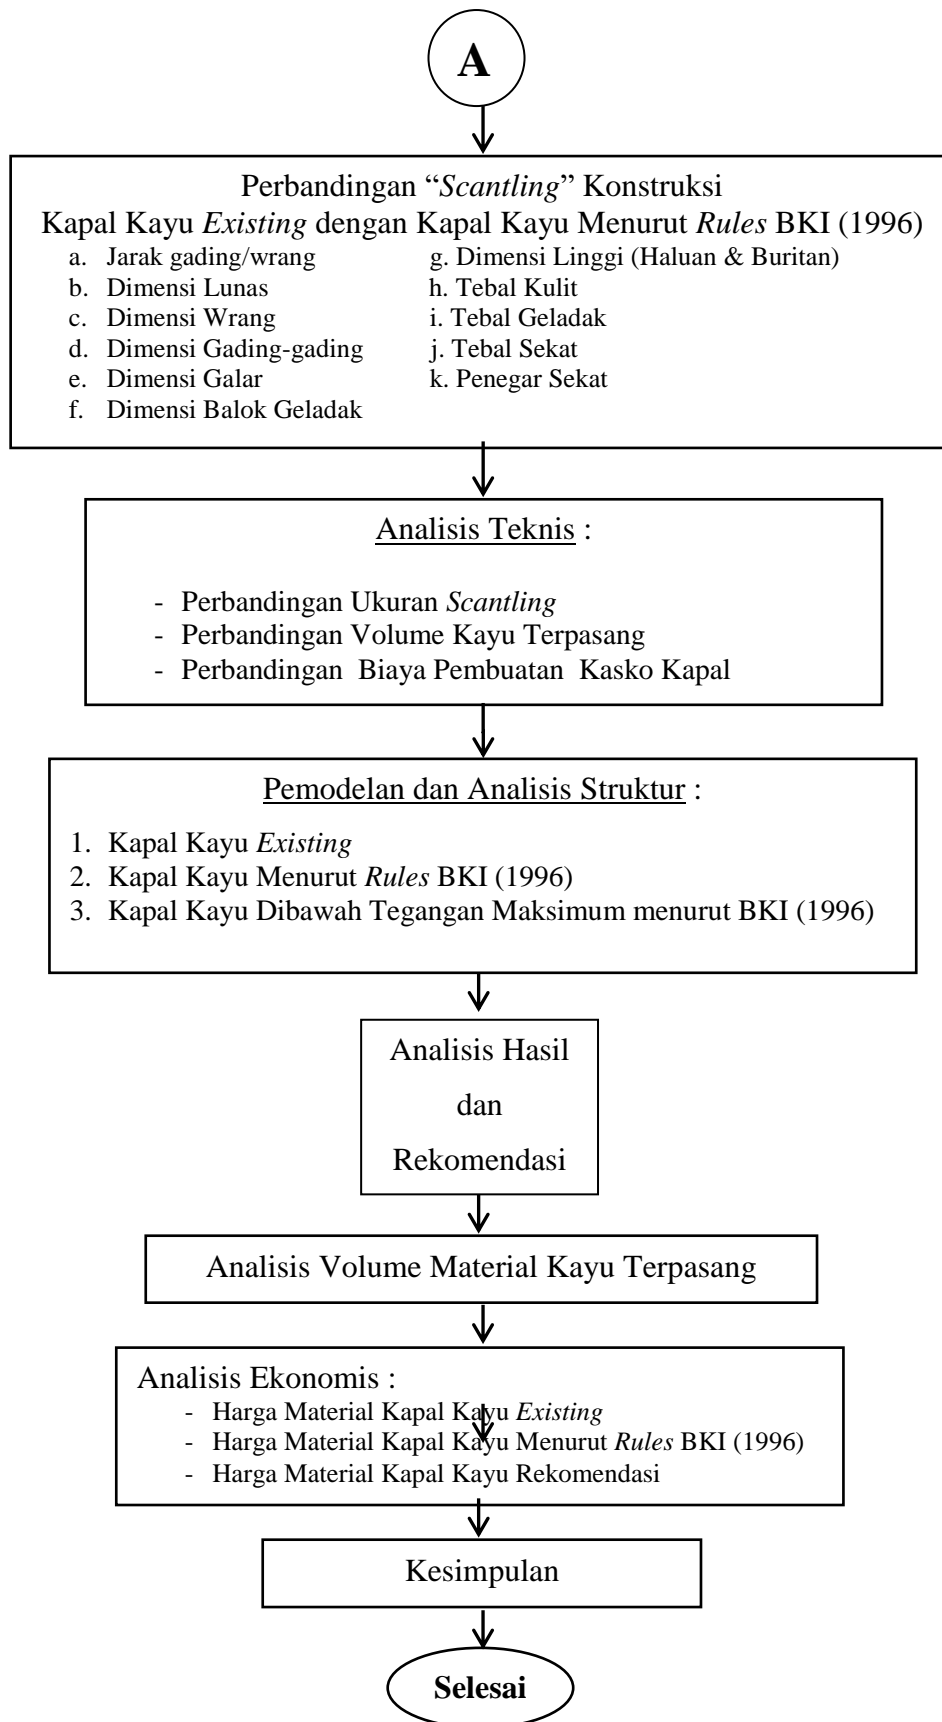 A
Perbandingan “Scantling” Konstruksi
Kapal Kayu Existing dengan Kapal Kayu Menurut Rules BKI (1996)
a. Jarak gading/wrang
b. Dimensi Lunas
c. Dimensi Wrang
d. Dimensi Gading-gading
e. Dimensi Galar
f. Dimensi Balok Geladak
g. Dimensi Linggi (Haluan & Buritan)
h. Tebal Kulit
i. Tebal Geladak
j. Tebal Sekat
k. Penegar Sekat
Analisis Teknis :
- Perbandingan Ukuran Scantling
- Perbandingan Volume Kayu Terpasang
- Perbandingan Biaya Pembuatan Kasko Kapal
Pemodelan dan Analisis Struktur :
1. Kapal Kayu Existing
2. Kapal Kayu Menurut Rules BKI (1996)
3. Kapal Kayu Dibawah Tegangan Maksimum menurut BKI (1996)
Analisis Hasil
dan
Rekomendasi
Analisis Volume Material Kayu Terpasang
Analisis Ekonomis :
- Harga Material Kapal Kayu Existing
- Harga Material Kapal Kayu Menurut Rules BKI (1996)
- Harga Material Kapal Kayu Rekomendasi
Kesimpulan
Selesai